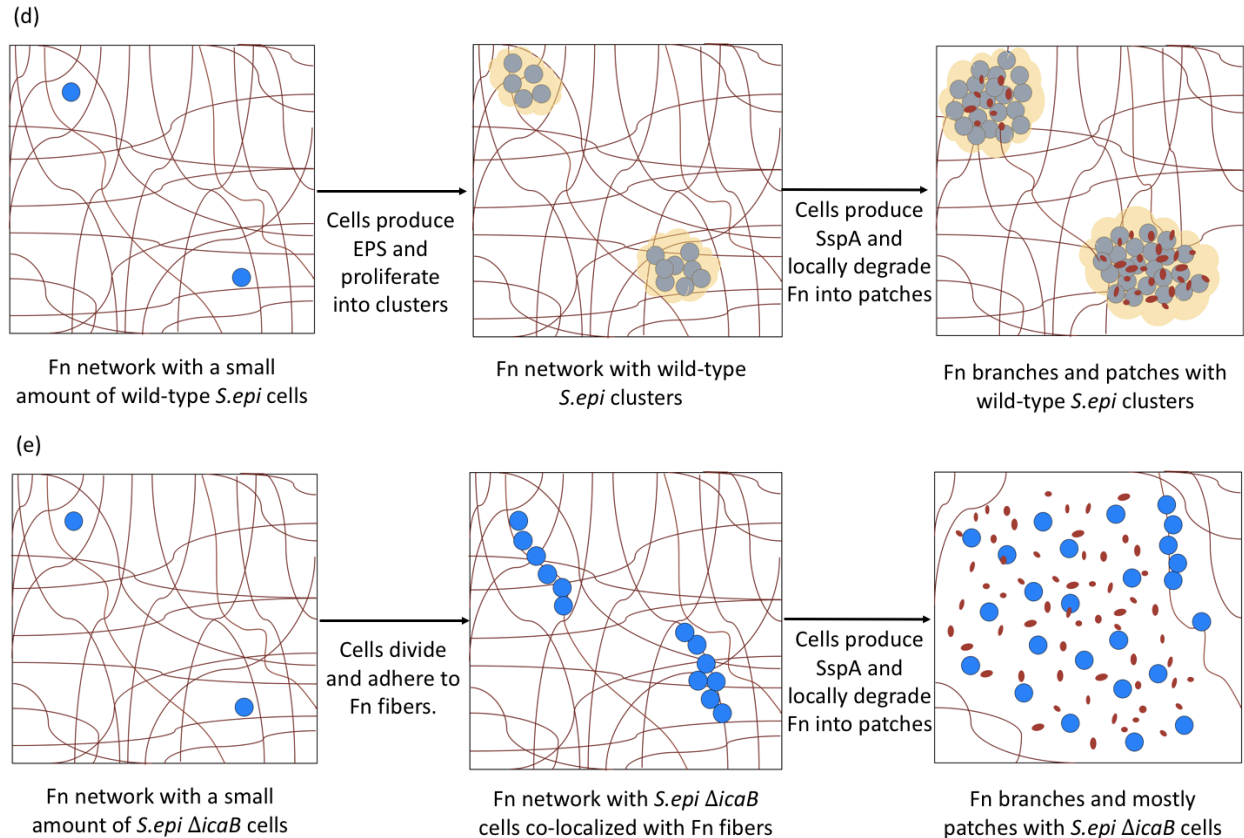 (d)
Cells produce
EPS and
proliferate
into clusters
Cells produce
SspA and
locally degrade
Fn into patches
Fn network with a small
amount of wild-type S.epi cells
Fn network with wild-type
S.epi clusters
Fn branches and patches with
wild-type S.epi clusters
(e)
Cells divide
and adhere to
Fn fibers.
Cells produce
SspA and
locally degrade
Fn into patches
Fn network with a small
amount of S.epi ΔicaB cells
Fn network with S.epi ΔicaB
cells co-localized with Fn fibers
Fn branches and mostly
patches with S.epi ΔicaB cells